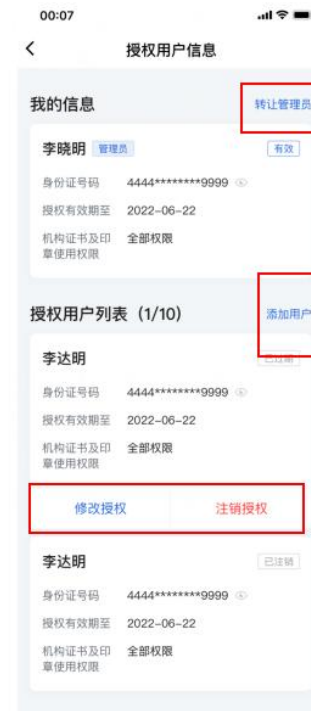 00:07
授权用户信息
我的信息
转让管理员
李晓明 管理员 有效
身份证号码 4444********9999
授权有效期至 2022-06-22
机构证书及印 全部权限
章使用权限
授权用户列表（1/10）
添加用户
李达明 已注销
身份证号码 4444********9999
授权有效期至 2022-06-22
机构证书及印 全部权限
章使用权限
修改授权 注销授权
李达明 已注销
身份证号码 4444********9999
授权有效期至 2022-06-22
机构证书及印 全部权限
章使用权限